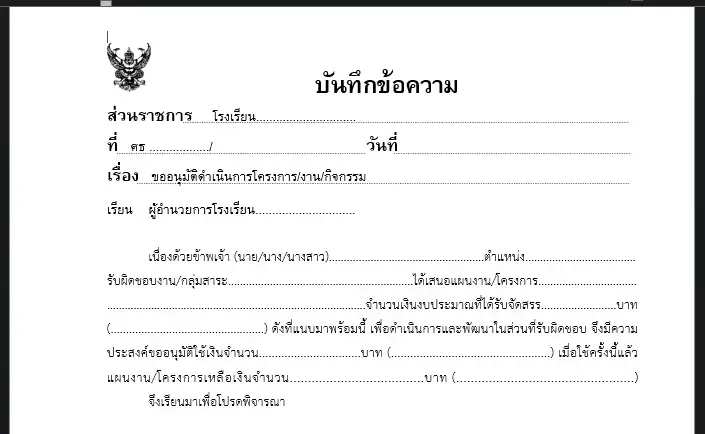 บันทึกข้อความ
ส่วนราชการ โรงเรียน..............................
ที่ ศธ ................../ วันที่
เรื่อง ขออนุมัติดำเนินการโครงการ/งาน/กิจกรรม
เรียน ผู้อำนวยการโรงเรียน..............................
เนื่องด้วยข้าพเจ้า (นาย/นาง/นางสาว)....................................................ตำแหน่ง.....................................
รับผิดชอบงาน/กลุ่มสาระ..............................................................ได้เสนอแผนงาน/โครงการ.................................
......................................................................................จำนวนเงินงบประมาณที่ได้รับจัดสรร.........................บาท
(...................................................) ดังที่แนบมาพร้อมนี้ เพื่อดำเนินการและพัฒนาในส่วนที่รับผิดชอบ จึงมีความ
ประสงค์ขออนุมัติใช้เงินจำนวน..................................บาท (.....................................................) เมื่อใช้ครั้งนี้แล้ว
แผนงาน/โครงการเหลือเงินจำนวน....................................บาท (................................................)
จึงเรียนมาเพื่อโปรดพิจารณา